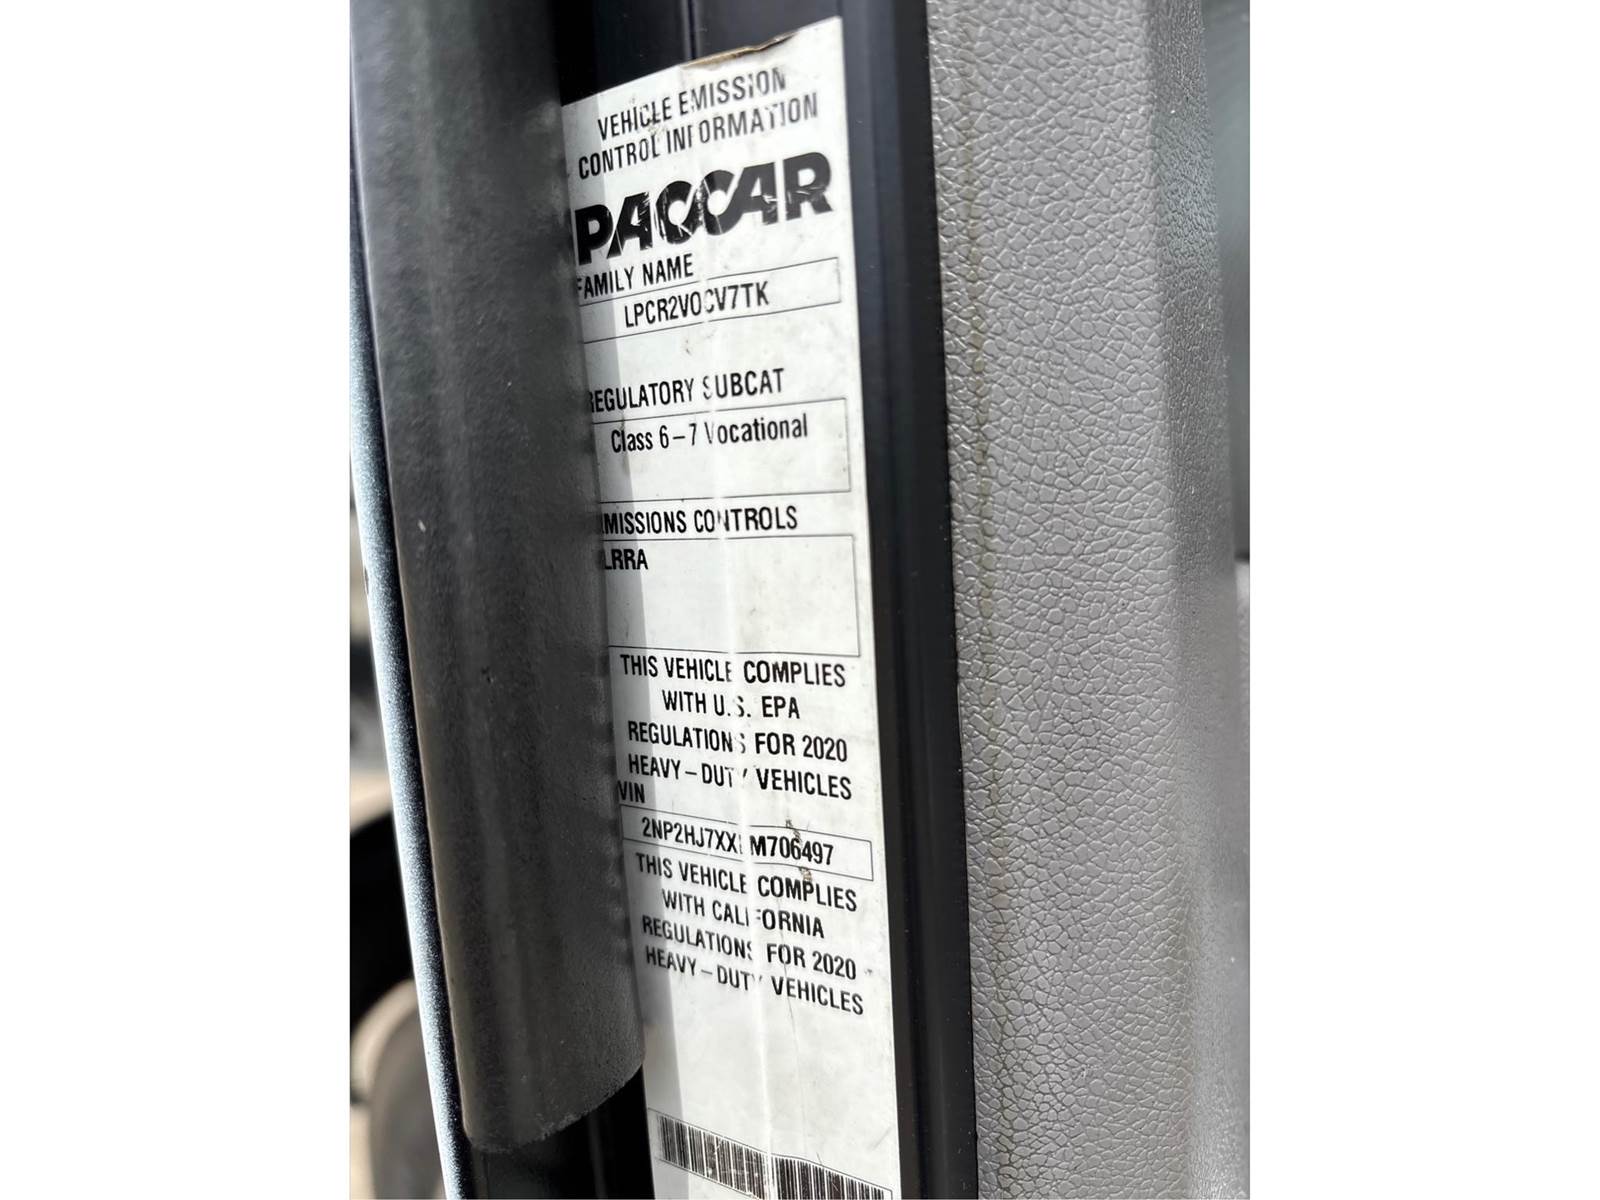 VEHICLE EMISSION
CONTROL INFORMATION
PACCAR
FAMILY NAME
LPCR2VOCV7TK
REGULATORY SUBCAT
Class 6-7 Vocational
EMISSIONS CONTROLS
LRRA
THIS VEHICLE COMPLIES
WITH U.S. EPA
REGULATIONS FOR 2020
HEAVY-DUTY VEHICLES
VIN
THIS VEHICLE COMPLIES
WITH CALIFORNIA
REGULATIONS FOR 2020
HEAVY-DUTY VEHICLES